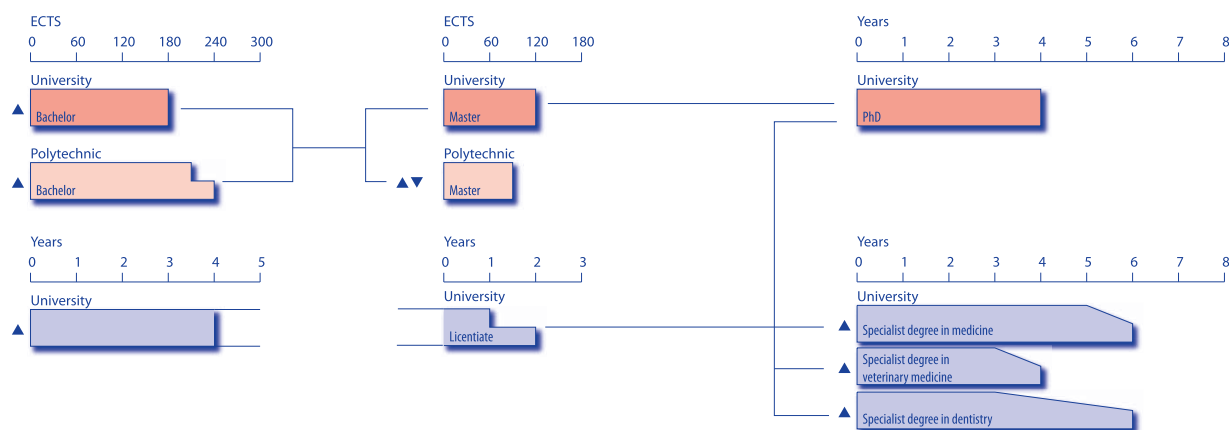 ECTS
0 60 120 180 240 300
University
Bachelor
Polytechnic
Bachelor
ECTS
0 60 120 180
University
Master
Polytechnic
Master
Years
0 1 2 3 4 5 6 7 8
University
PhD
Years
0 1 2 3 4 5
University
Years
0 1 2 3
University
Licentiate
Years
0 1 2 3 4 5 6 7 8
University
Specialist degree in medicine
Specialist degree in
veterinary medicine
Specialist degree in dentistry